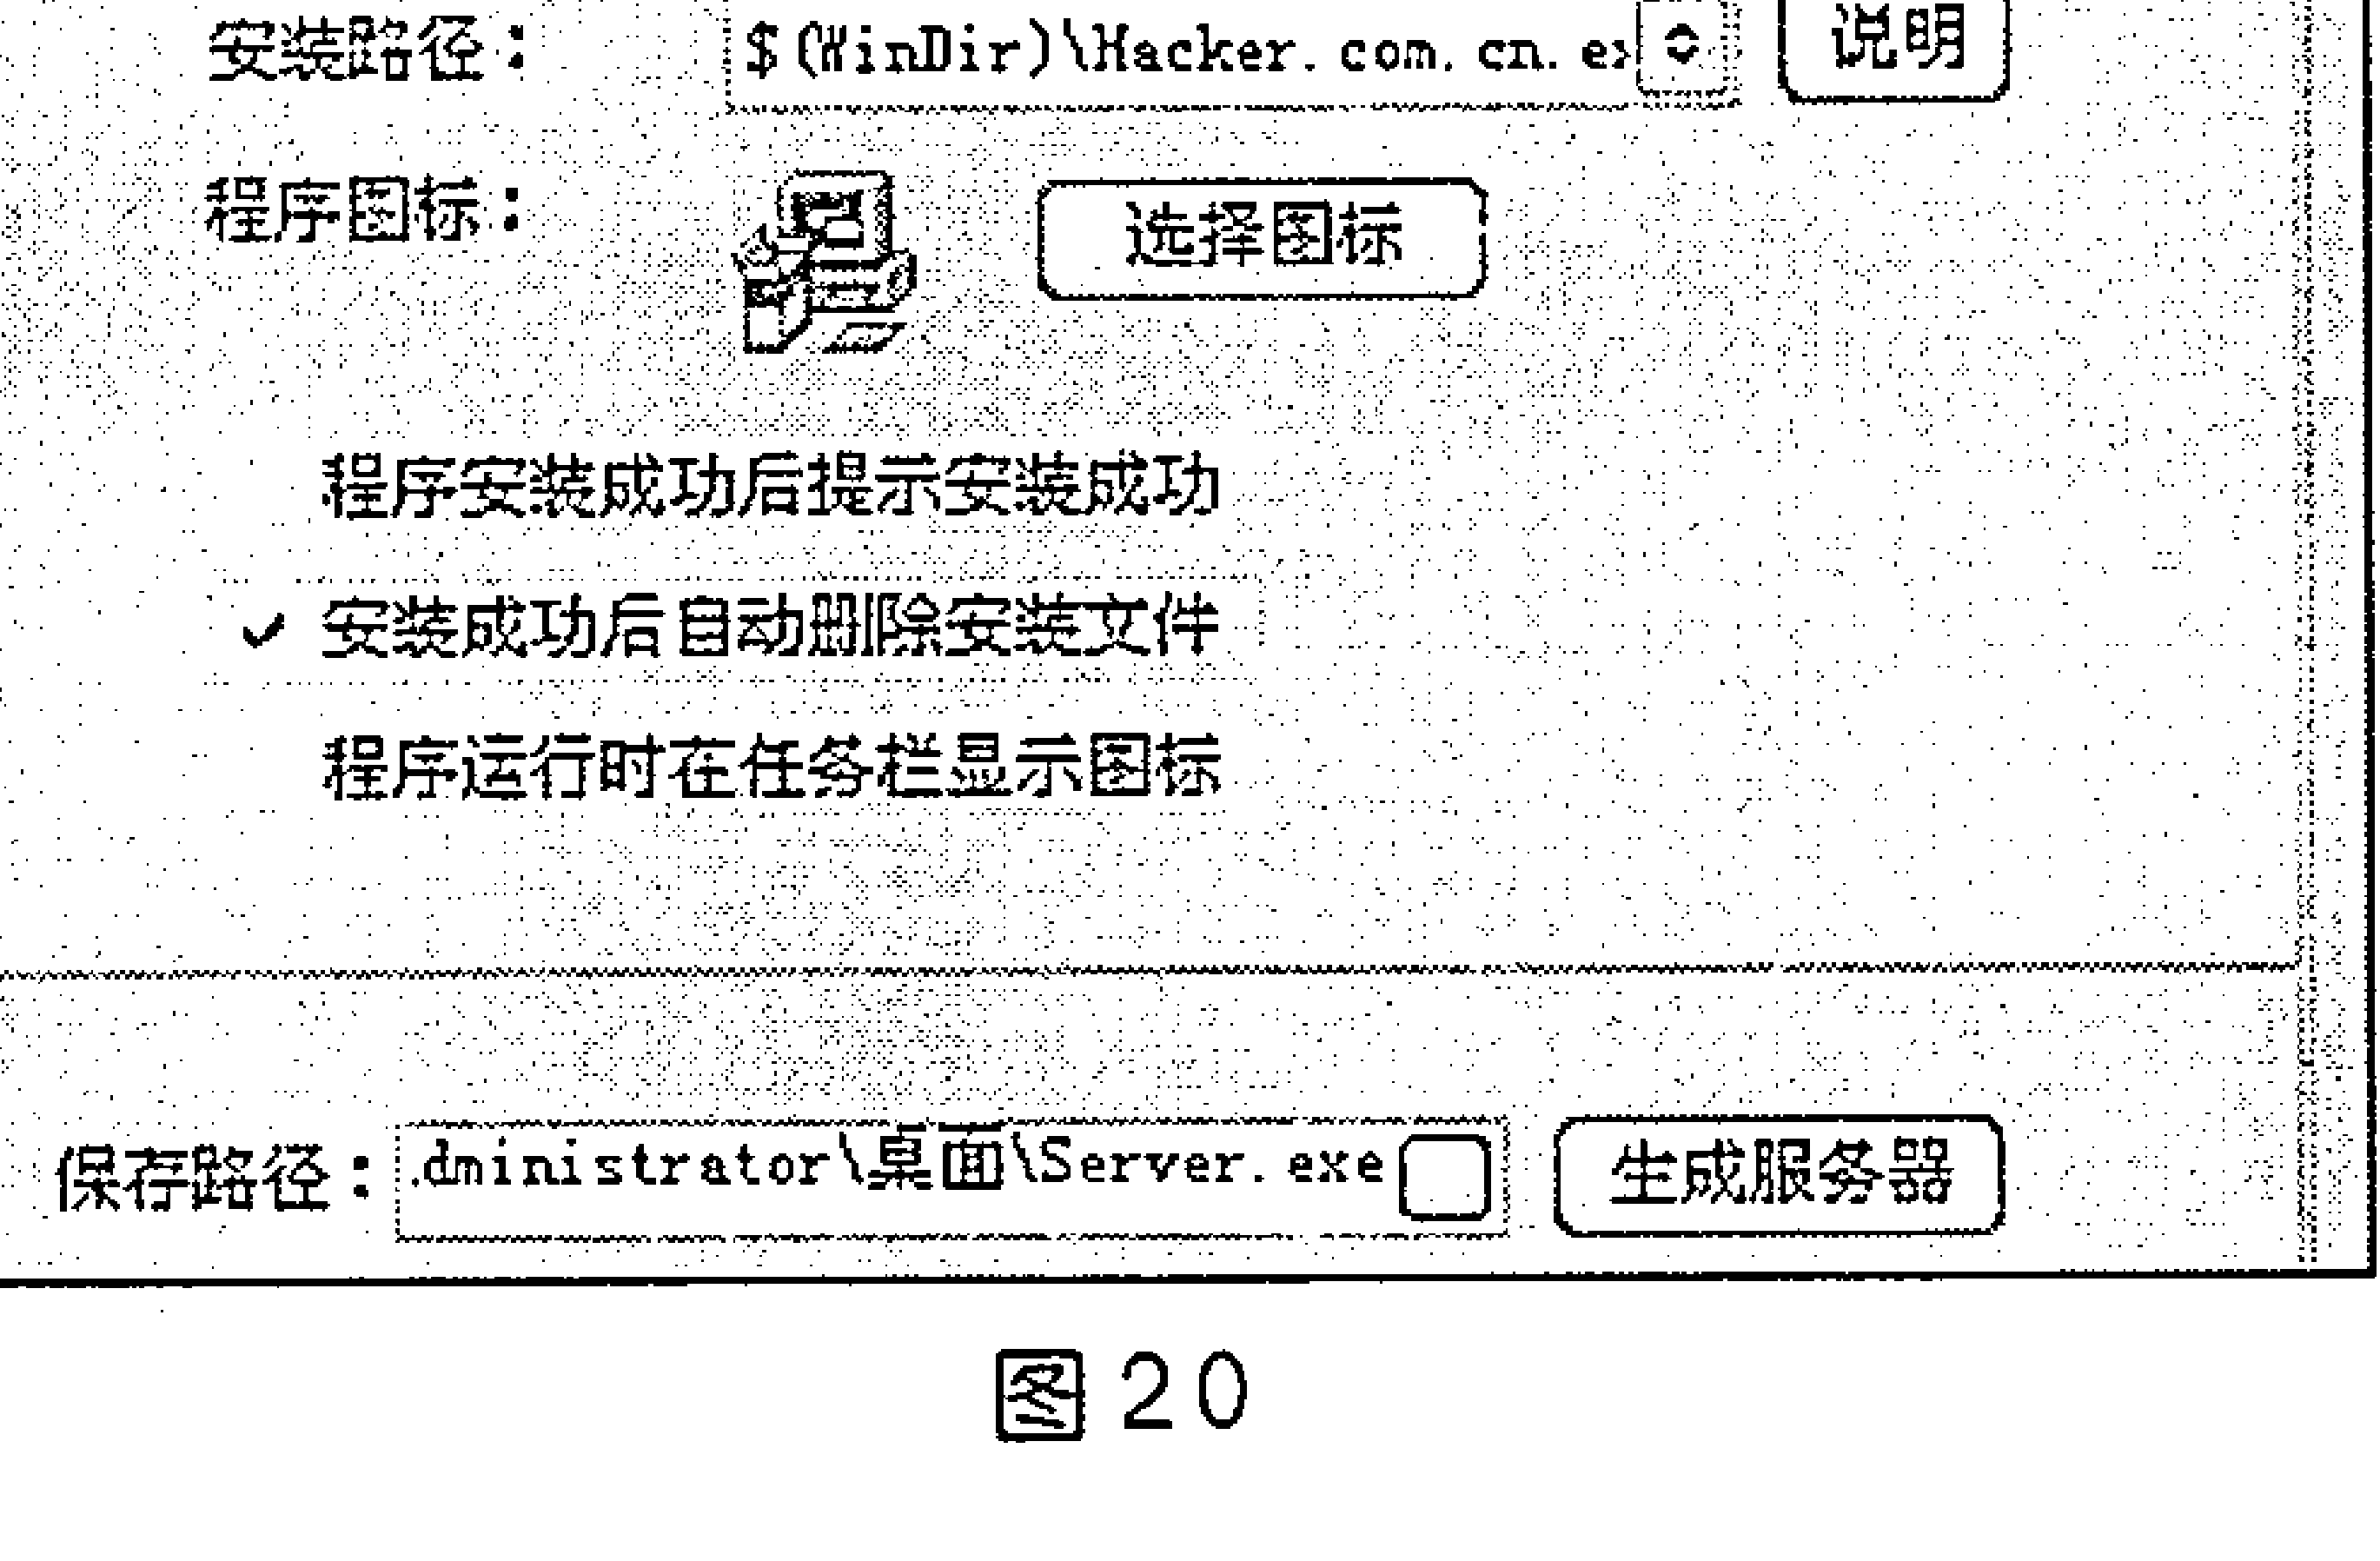 安装路径： $(WinDir)\Hacker.com.cn.ex 说明
程序图标： 选择图标
程序安装成功后提示安装成功
✓ 安装成功后自动删除安装文件
程序运行时在任务栏显示图标
保存路径： .dministrator\桌面\Server.exe 生成服务器
图20